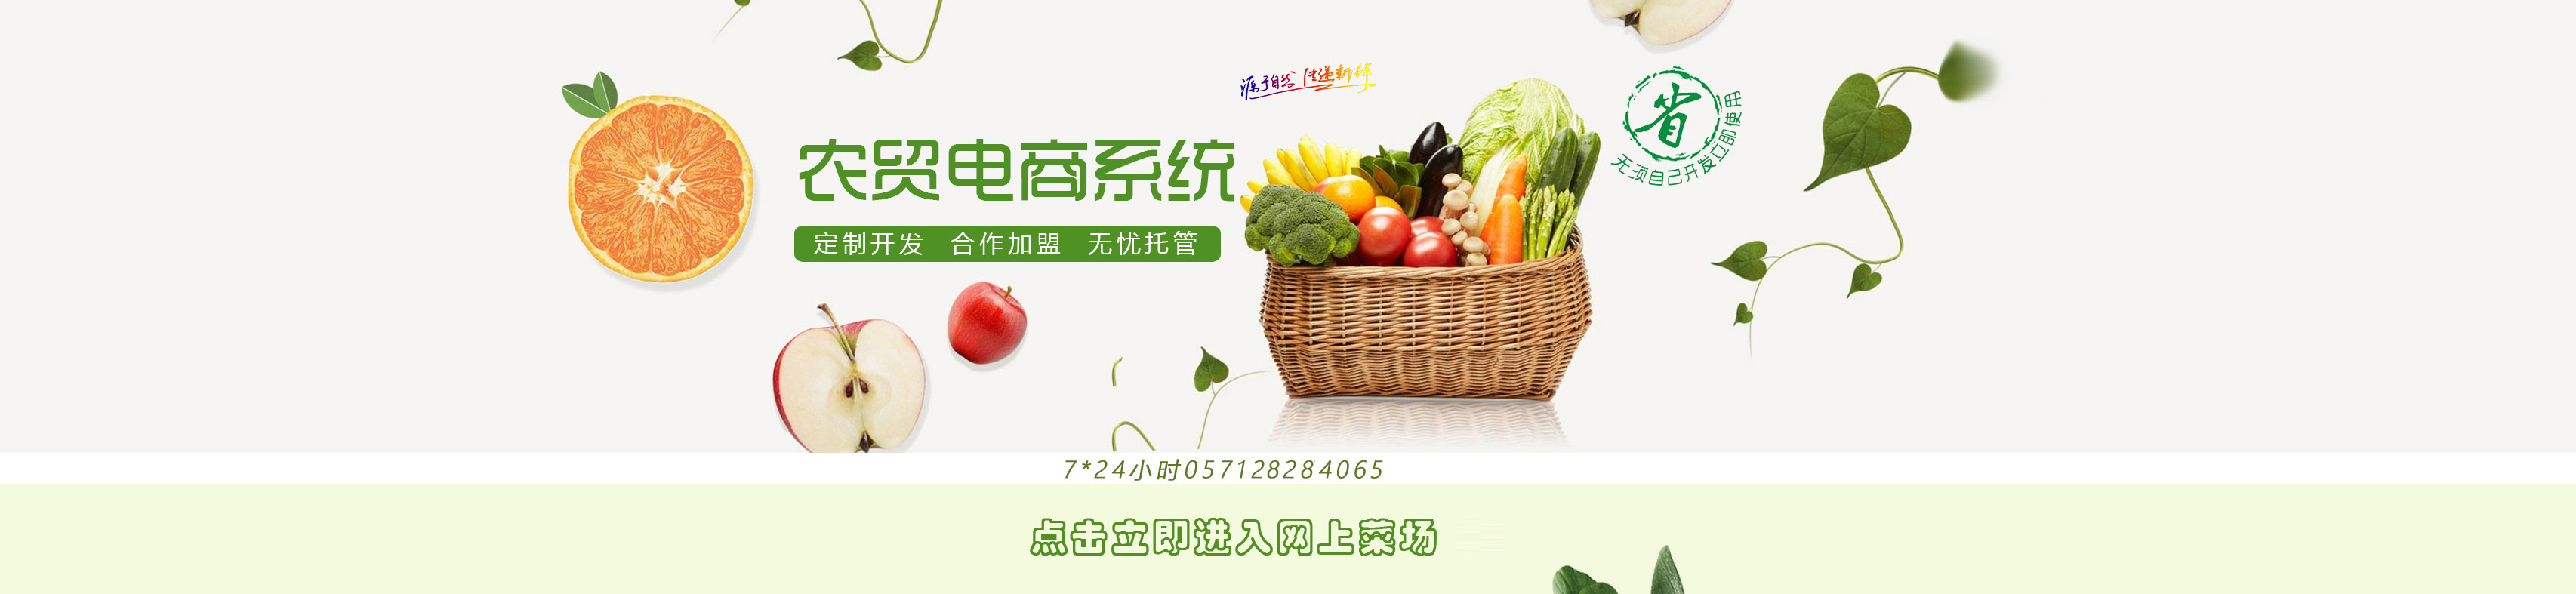 源于自然 传递新鲜
省
无须自己开发立即使用
农贸电商系统
定制开发 合作加盟 无忧托管
7*24小时057128284065
点击立即进入网上菜场